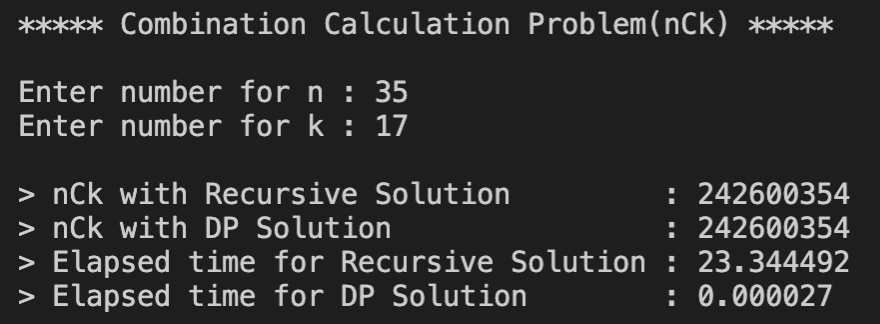 ***** Combination Calculation Problem(nCk) *****
Enter number for n : 35
Enter number for k : 17
> nCk with Recursive Solution : 242600354
> nCk with DP Solution : 242600354
> Elapsed time for Recursive Solution : 23.344492
> Elapsed time for DP Solution : 0.000027